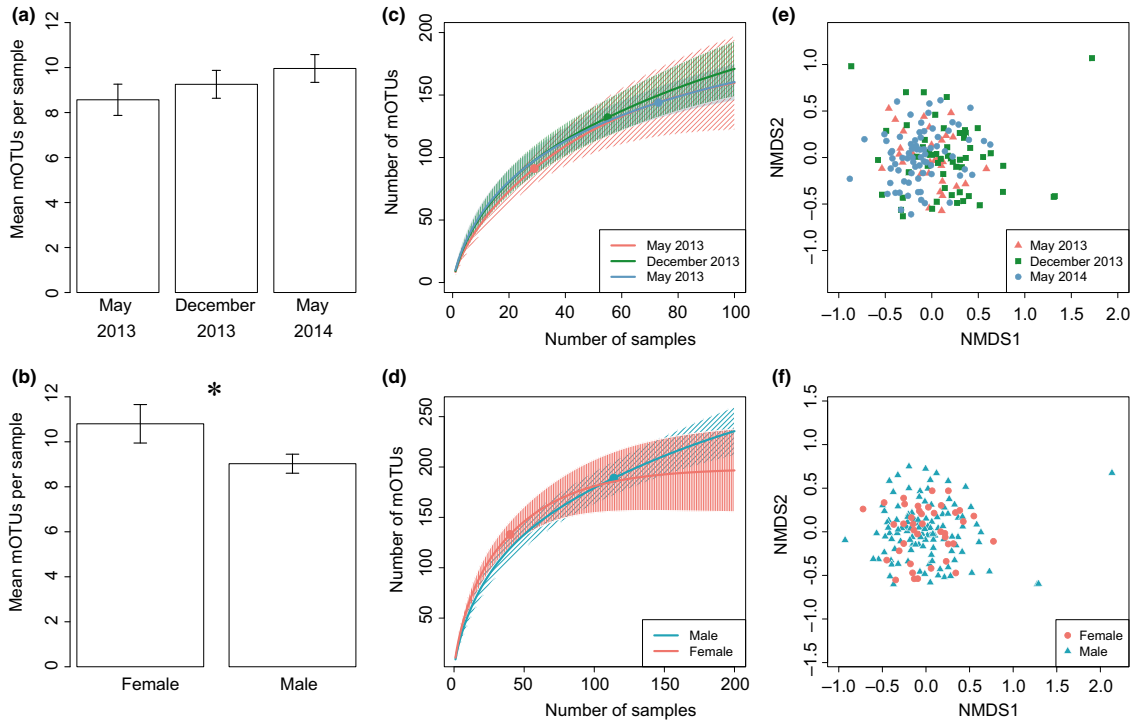 (a)
Mean mOTUs per sample
12
10
8
6
4
2
0
May
2013
December
2013
May
2014
(c)
Number of mOTUs
200
150
100
50
0
May 2013
December 2013
May 2013
0 20 40 60 80 100
Number of samples
(e)
NMDS2
1.0
0.5
0.0
−0.5
−1.0
May 2013
December 2013
May 2014
−1.0 −0.5 0.0 0.5 1.0 1.5 2.0
NMDS1
(b)
Mean mOTUs per sample
12
10
8
6
4
2
0
*
Female
Male
(d)
Number of mOTUs
250
200
150
100
50
Male
Female
0 50 100 150 200
Number of samples
(f)
NMDS2
1.5
1.0
0.5
0.0
−0.5
−1.0
−1.5
Female
Male
−1.0 −0.5 0.0 0.5 1.0 1.5 2.0
NMDS1